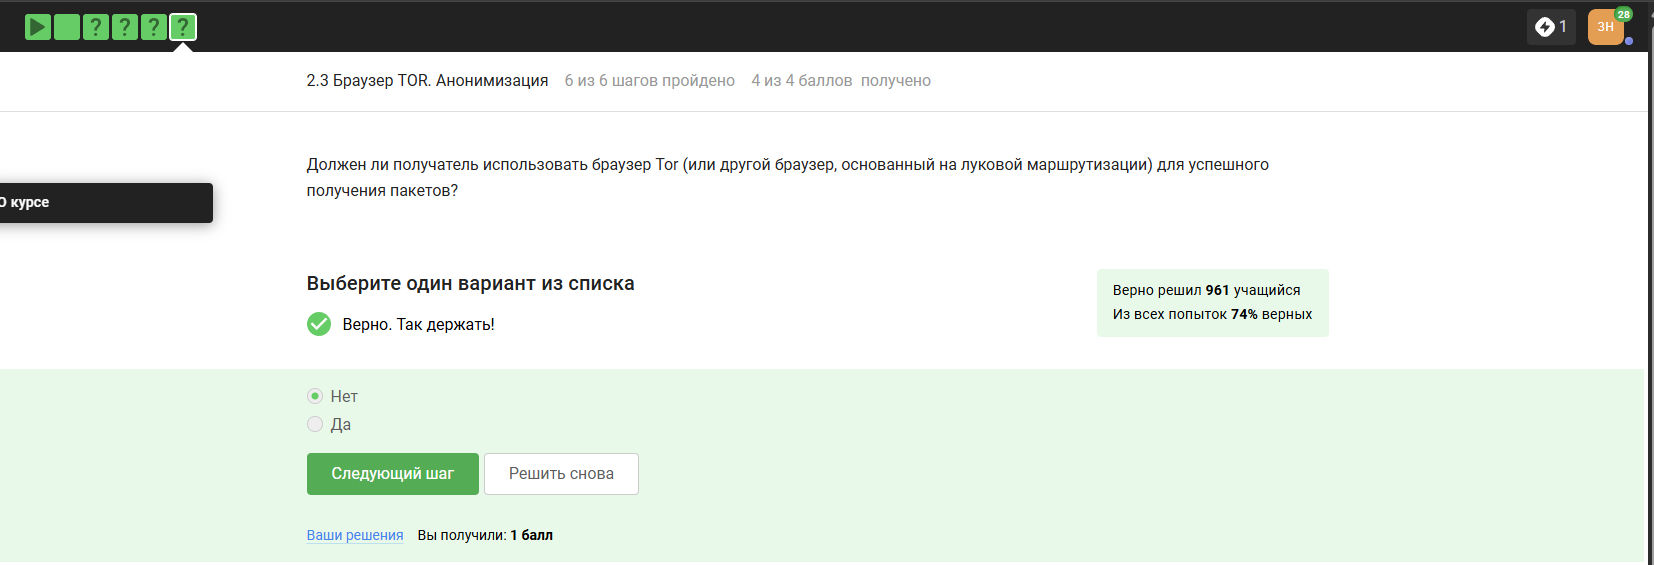 ? ? ? ?
1
ЗН
28
2.3 Браузер TOR. Анонимизация 6 из 6 шагов пройдено 4 из 4 баллов получено
Должен ли получатель использовать браузер Tor (или другой браузер, основанный на луковой маршрутизации) для успешного
получения пакетов?
О курсе
Выберите один вариант из списка
Верно. Так держать!
Верно решил 961 учащийся
Из всех попыток 74% верных
Нет
Да
Следующий шаг Решить снова
Ваши решения Вы получили: 1 балл